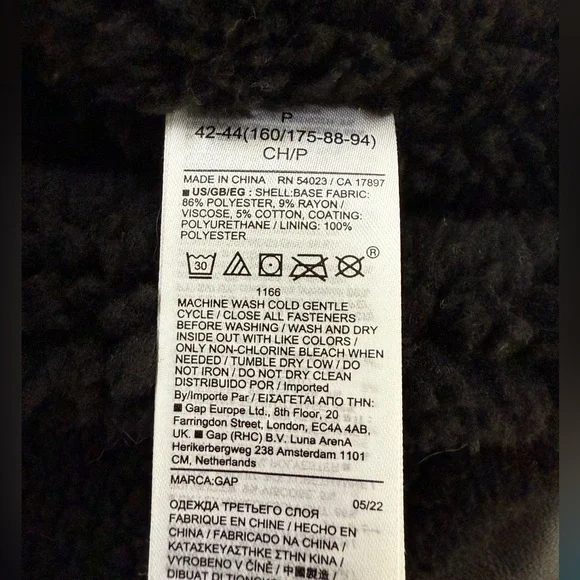 P
42-44(160/175-88-94)
CH/P
MADE IN CHINA RN 54023 / CA 17897
■ US/GB/EG : SHELL:BASE FABRIC:
86% POLYESTER, 9% RAYON /
VISCOSE, 5% COTTON, COATING:
POLYURETHANE / LINING: 100%
POLYESTER
30 ®
1166
MACHINE WASH COLD GENTLE
CYCLE / CLOSE ALL FASTENERS
BEFORE WASHING / WASH AND DRY
INSIDE OUT WITH LIKE COLORS /
ONLY NON-CHLORINE BLEACH WHEN
NEEDED / TUMBLE DRY LOW / DO
NOT IRON / DO NOT DRY CLEAN
DISTRIBUIDO POR / Imported
By/Importe Par / ΕΙΣΑΓΕΤΑΙ ΑΠΟ ΤΗΝ:
■ Gap Europe Ltd., 8th Floor, 20
Farringdon Street, London, EC4A 4AB,
UK. ■ Gap (RHC) B.V. Luna ArenA
Herikerbergweg 238 Amsterdam 1101
CM, Netherlands
MARCA:GAP
05/22
ОДЕЖДА ТРЕТЬЕГО СЛОЯ
FABRIQUE EN CHINE / HECHO EN
CHINA / FABRICADO NA CHINA /
ΚΑΤΑΣΚΕΥΑΣΤΗΚΕ ΣΤΗΝ ΚΙΝΑ /
VYROBENO V ČÍNĚ / 中國製造 /
DIBUAT DI TIONGKOK